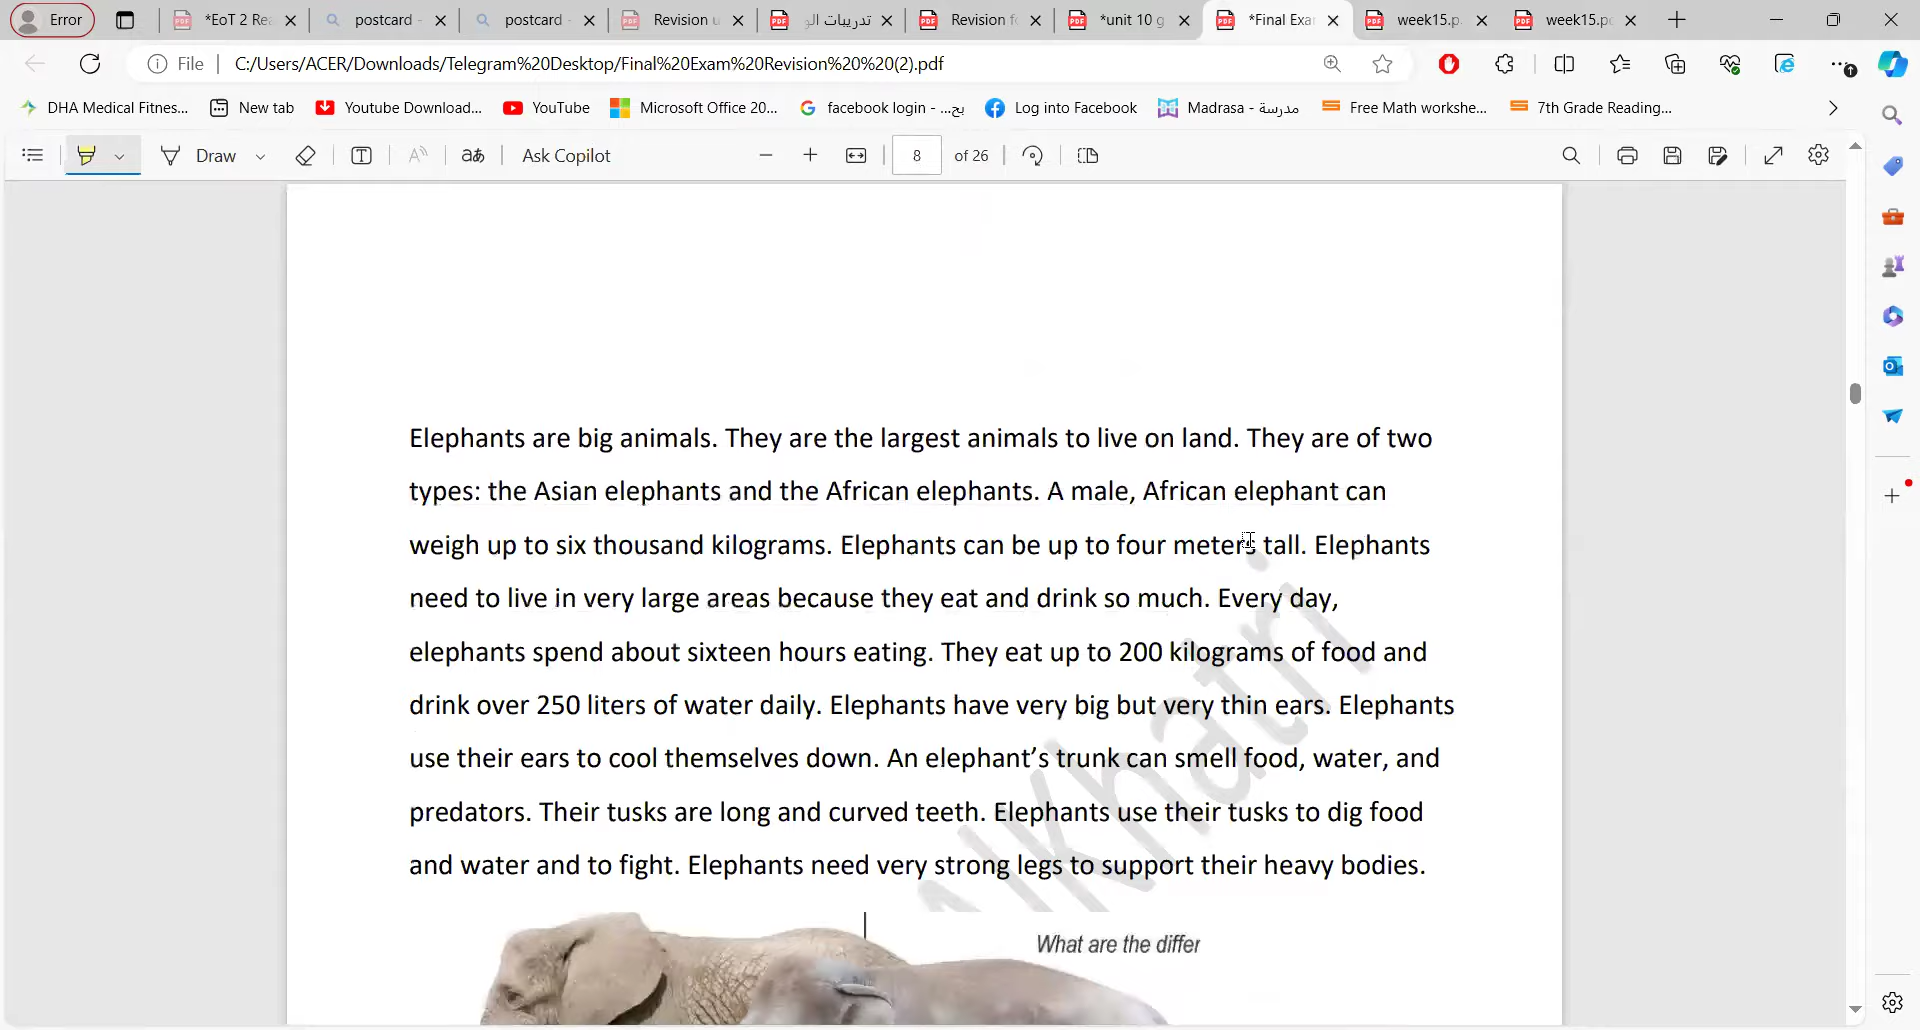 Error
*EoT 2 Rea
postcard -
postcard -
Revision u
تدريبات الو
Revision fo
*unit 10 g
*Final Exa
week15.p
week15.pd
File
C:/Users/ACER/Downloads/Telegram%20Desktop/Final%20Exam%20Revision%20%20(2).pdf
DHA Medical Fitnes...
New tab
Youtube Download...
YouTube
Microsoft Office 20...
facebook login - بح...
Log into Facebook
Madrasa - مدرسة
Free Math workshe...
7th Grade Reading...
Draw
Ask Copilot
8
of 26
Elephants are big animals. They are the largest animals to live on land. They are of two
types: the Asian elephants and the African elephants. A male, African elephant can
weigh up to six thousand kilograms. Elephants can be up to four meters tall. Elephants
need to live in very large areas because they eat and drink so much. Every day,
elephants spend about sixteen hours eating. They eat up to 200 kilograms of food and
drink over 250 liters of water daily. Elephants have very big but very thin ears. Elephants
use their ears to cool themselves down. An elephant’s trunk can smell food, water, and
predators. Their tusks are long and curved teeth. Elephants use their tusks to dig food
and water and to fight. Elephants need very strong legs to support their heavy bodies.
AlKhatri
What are the differ